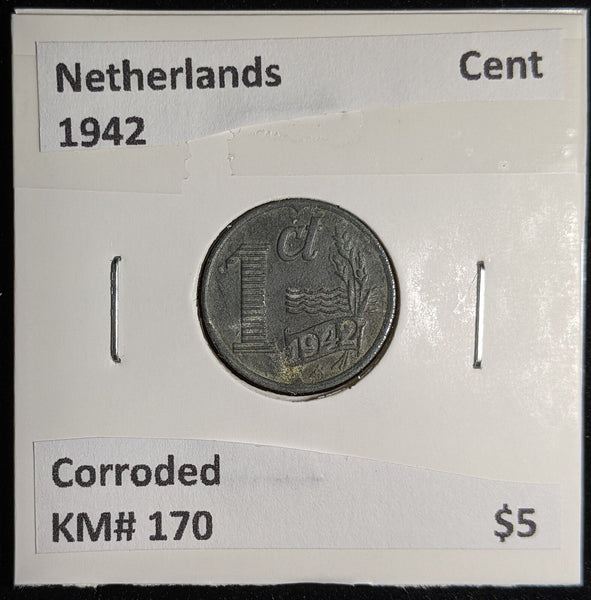 Netherlands Cent
1942
1 ct
1942
Corroded
KM# 170 $5